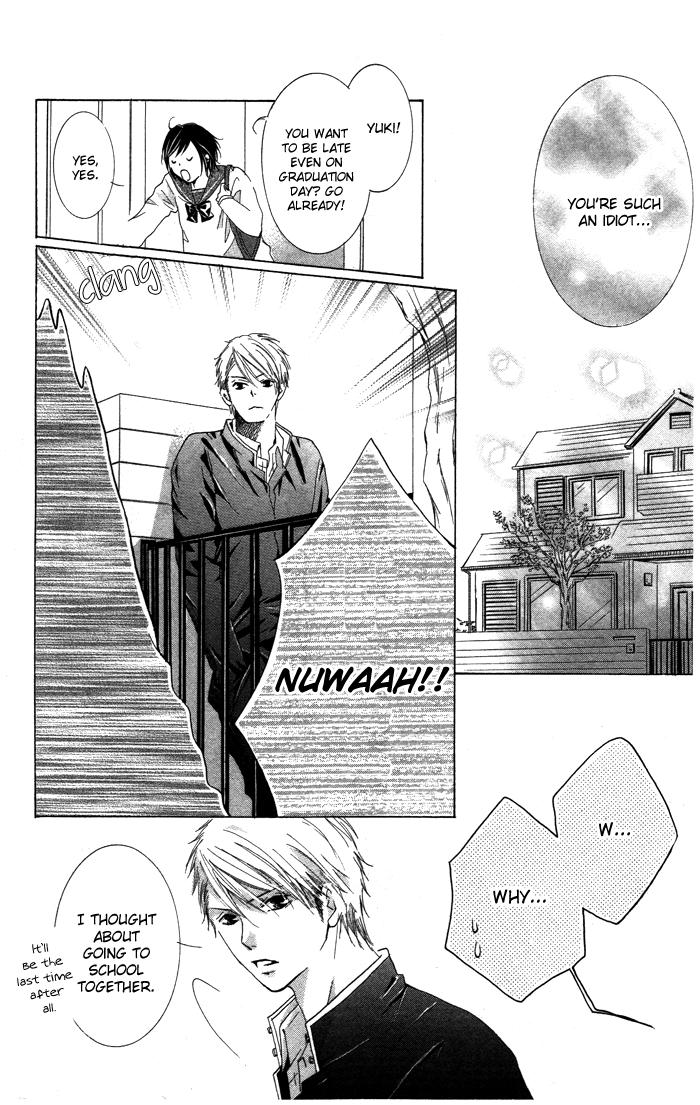 YOU'RE SUCH
AN IDIOT...
YUKI!
YOU WANT
TO BE LATE
EVEN ON
GRADUATION
DAY? GO
ALREADY!
YES,
YES.
clang
NUWAAH!!
W...
WHY...
I THOUGHT
ABOUT
GOING TO
SCHOOL
TOGETHER.
It'll
Be the
last time
after
all.